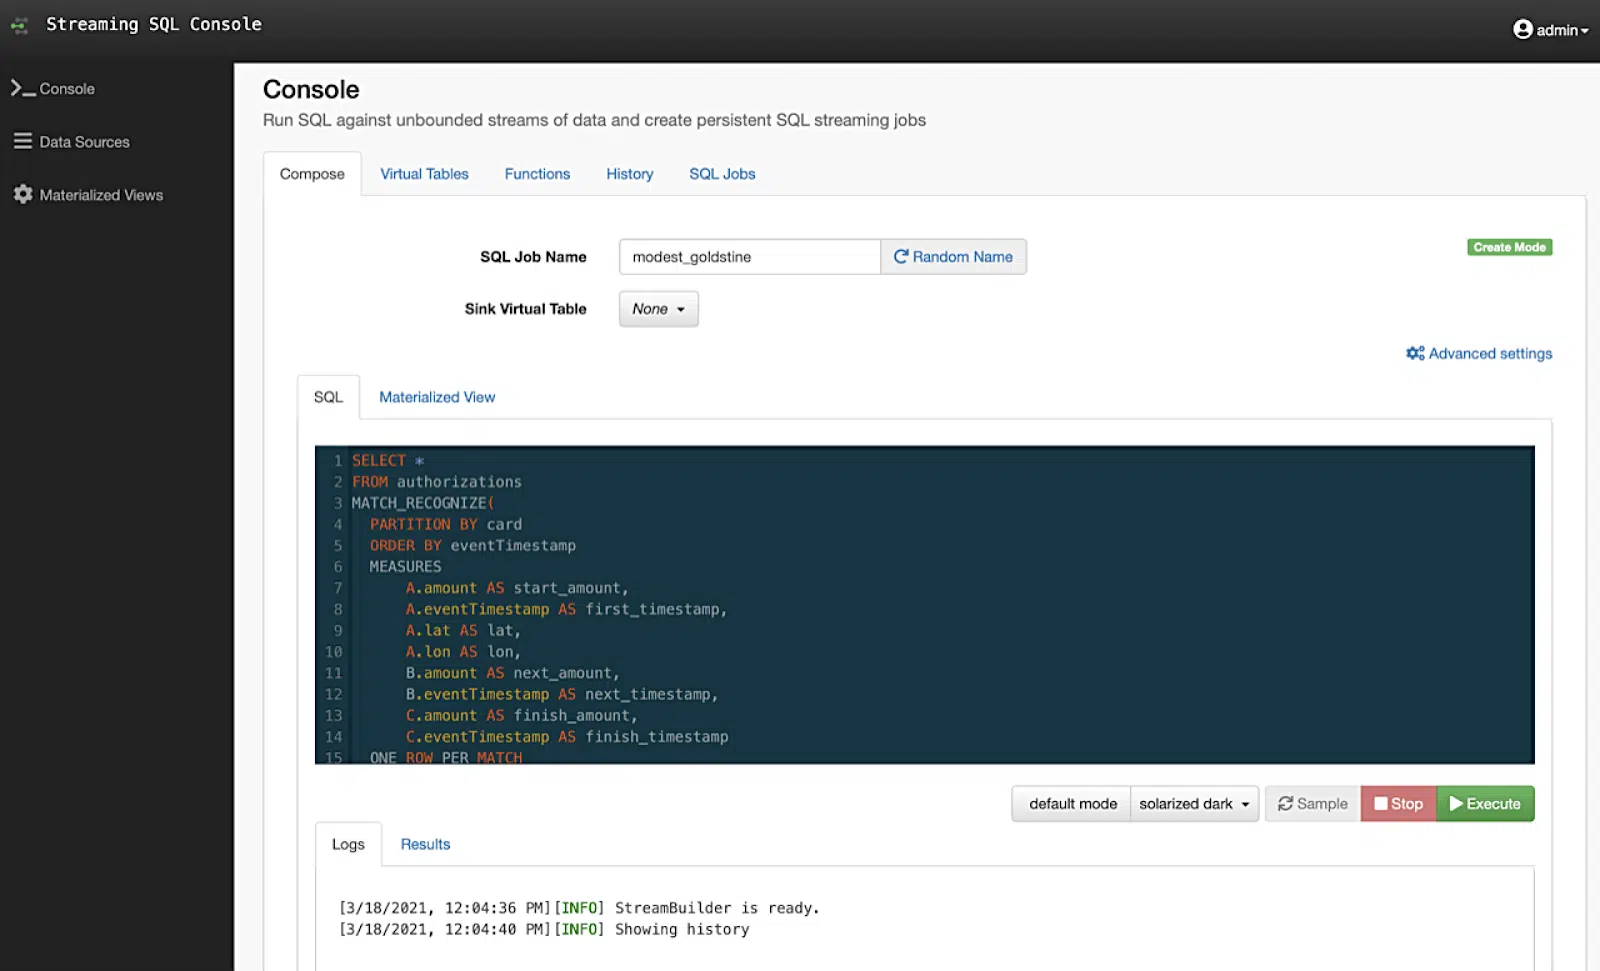 Streaming SQL Console
admin
Console
Data Sources
Materialized Views
Console
Run SQL against unbounded streams of data and create persistent SQL streaming jobs
Compose Virtual Tables Functions History SQL Jobs
SQL Job Name modest_goldstine Random Name
Create Mode
Sink Virtual Table None
Advanced settings
SQL Materialized View
1 SELECT *
2 FROM authorizations
3 MATCH_RECOGNIZE(
4 PARTITION BY card
5 ORDER BY eventTimestamp
6 MEASURES
7 A.amount AS start_amount,
8 A.eventTimestamp AS first_timestamp,
9 A.lat AS lat,
10 A.lon AS lon,
11 B.amount AS next_amount,
12 B.eventTimestamp AS next_timestamp,
13 C.amount AS finish_amount,
14 C.eventTimestamp AS finish_timestamp
15 ONE ROW PER MATCH
default mode solarized dark Sample Stop Execute
Logs Results
[3/18/2021, 12:04:36 PM][INFO] StreamBuilder is ready.
[3/18/2021, 12:04:40 PM][INFO] Showing history